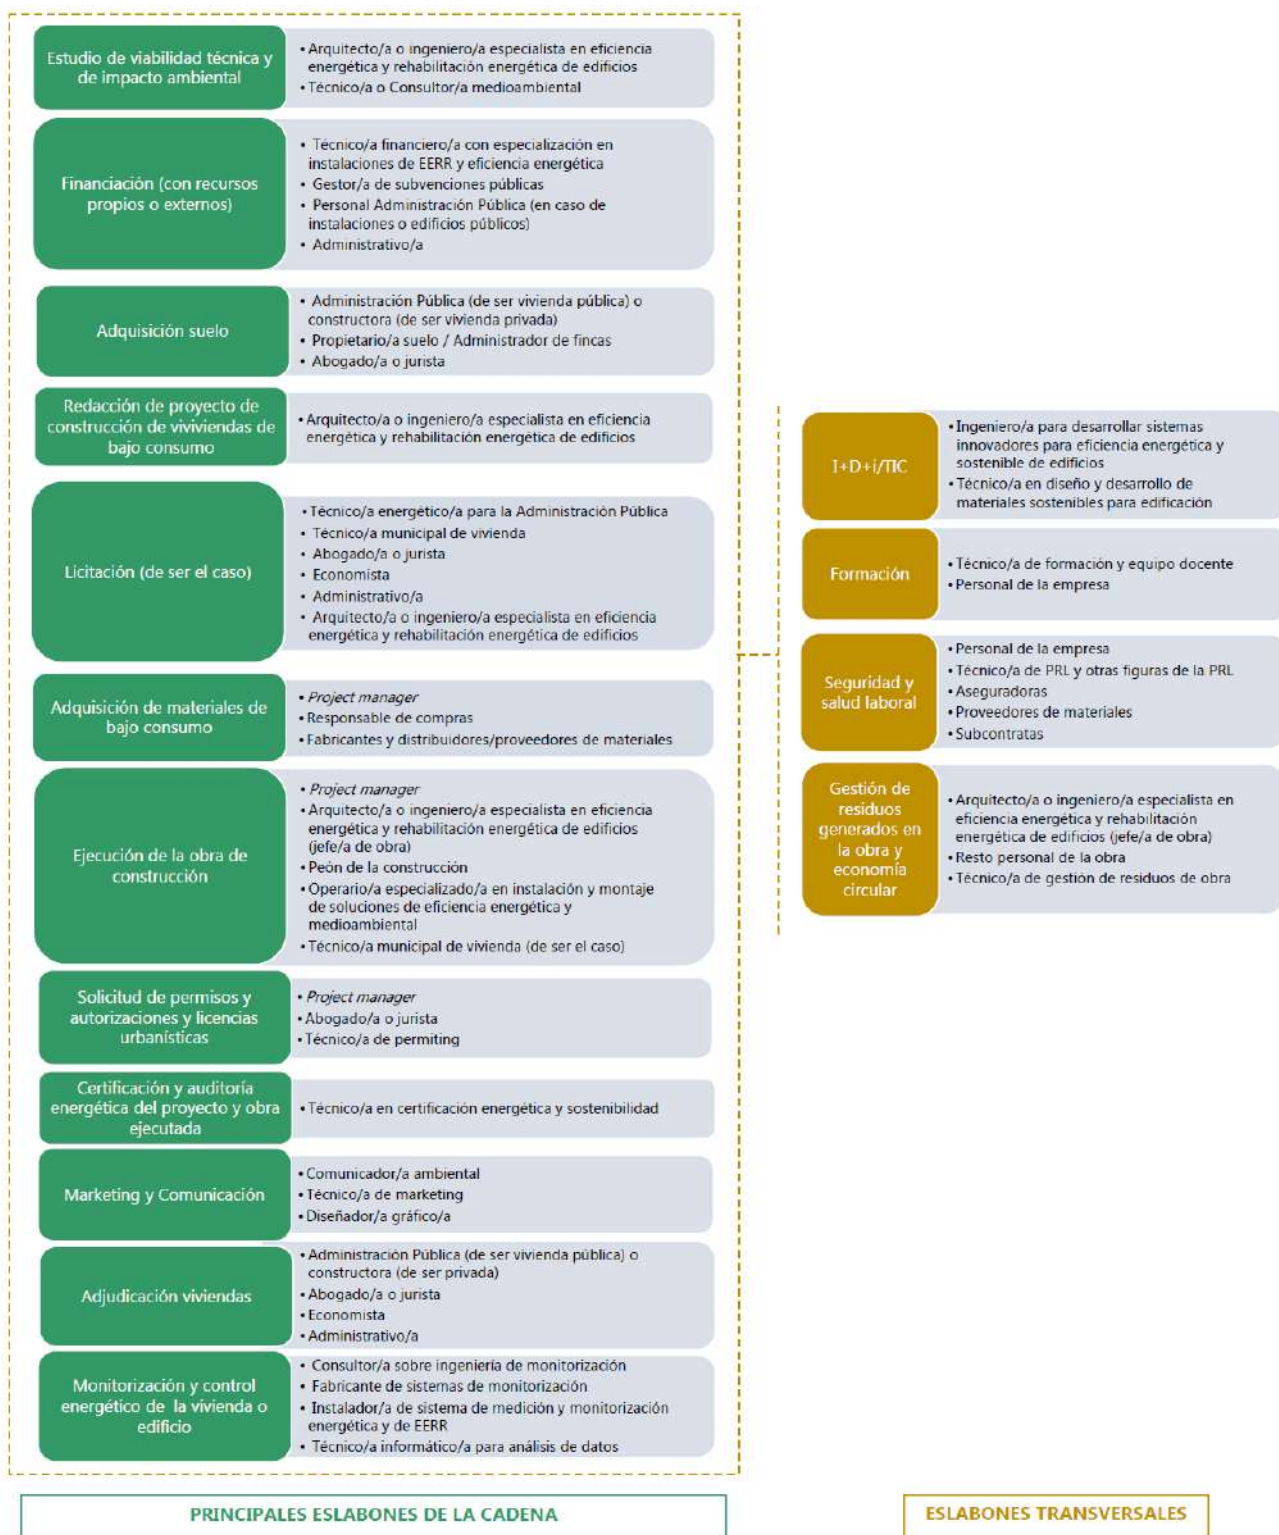 Estudio de viabilidad técnica y
de impacto ambiental
• Arquitecto/a o ingeniero/a especialista en eficiencia
energética y rehabilitación energética de edificios
• Técnico/a o Consultor/a medioambiental
Financiación (con recursos
propios o externos)
• Técnico/a financiero/a con especialización en
instalaciones de EERR y eficiencia energética
• Gestor/a de subvenciones públicas
• Personal Administración Pública (en caso de
instalaciones o edificios públicos)
• Administrativo/a
Adquisición suelo
• Administración Pública (de ser vivienda pública) o
constructora (de ser vivienda privada)
• Propietario/a suelo / Administrador de fincas
• Abogado/a o jurista
Redacción de proyecto de
construcción de viviviendas de
bajo consumo
• Arquitecto/a o ingeniero/a especialista en eficiencia
energética y rehabilitación energética de edificios
Licitación (de ser el caso)
• Técnico/a energético/a para la Administración Pública
• Técnico/a municipal de vivienda
• Abogado/a o jurista
• Economista
• Administrativo/a
• Arquitecto/a o ingeniero/a especialista en eficiencia
energética y rehabilitación energética de edificios
Adquisición de materiales de
bajo consumo
• Project manager
• Responsable de compras
• Fabricantes y distribuidores/proveedores de materiales
Ejecución de la obra de
construcción
• Project manager
• Arquitecto/a o ingeniero/a especialista en eficiencia
energética y rehabilitación energética de edificios
(jefe/a de obra)
• Peón de la construcción
• Operario/a especializado/a en instalación y montaje
de soluciones de eficiencia energética y
medioambiental
• Técnico/a municipal de vivienda (de ser el caso)
Solicitud de permisos y
autorizaciones y licencias
urbanísticas
• Project manager
• Abogado/a o jurista
• Técnico/a de permiting
Certificación y auditoría
energética del proyecto y obra
ejecutada
• Técnico/a en certificación energética y sostenibilidad
Marketing y Comunicación
• Comunicador/a ambiental
• Técnico/a de marketing
• Diseñador/a gráfico/a
Adjudicación viviendas
• Administración Pública (de ser vivienda pública) o
constructora (de ser privada)
• Abogado/a o jurista
• Economista
• Administrativo/a
Monitorización y control
energético de la vivienda o
edificio
• Consultor/a sobre ingeniería de monitorización
• Fabricante de sistemas de monitorización
• Instalador/a de sistema de medición y monitorización
energética y de EERR
• Técnico/a informático/a para análisis de datos
PRINCIPALES ESLABONES DE LA CADENA
I+D+i/TIC
• Ingeniero/a para desarrollar sistemas
innovadores para eficiencia energética y
sostenible de edificios
• Técnico/a en diseño y desarrollo de
materiales sostenibles para edificación
Formación
• Técnico/a de formación y equipo docente
• Personal de la empresa
Seguridad y
salud laboral
• Personal de la empresa
• Técnico/a de PRL y otras figuras de la PRL
• Aseguradoras
• Proveedores de materiales
• Subcontratas
Gestión de
residuos
generados en
la obra y
economía
circular
• Arquitecto/a o ingeniero/a especialista en
eficiencia energética y rehabilitación
energética de edificios (jefe/a de obra)
• Resto personal de la obra
• Técnico/a de gestión de residuos de obra
ESLABONES TRANSVERSALES